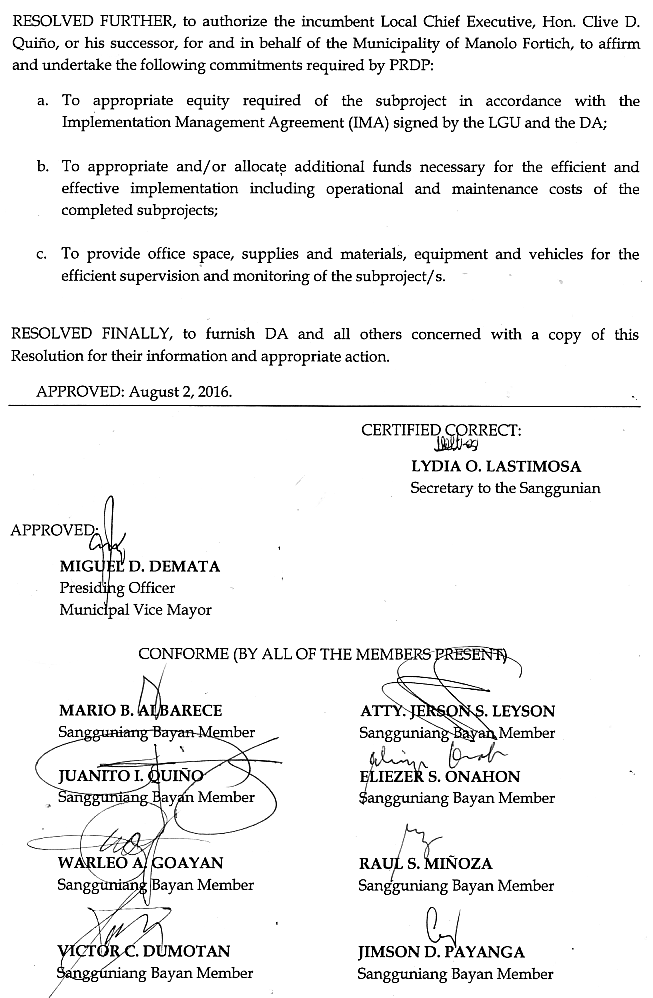 RESOLVED FURTHER, to authorize the incumbent Local Chief Executive, Hon. Clive D.
Quiño, or his successor, for and in behalf of the Municipality of Manolo Fortich, to affirm
and undertake the following commitments required by PRDP:
a. To appropriate equity required of the subproject in accordance with the
Implementation Management Agreement (IMA) signed by the LGU and the DA;
b. To appropriate and/or allocate additional funds necessary for the efficient and
effective implementation including operational and maintenance costs of the
completed subprojects;
c. To provide office space, supplies and materials, equipment and vehicles for the
efficient supervision and monitoring of the subproject/s.
RESOLVED FINALLY, to furnish DA and all others concerned with a copy of this
Resolution for their information and appropriate action.
APPROVED: August 2, 2016.
CERTIFIED CORRECT:
LYDIA O. LASTIMOSA
Secretary to the Sanggunian
APPROVED:
MIGUEL D. DEMATA
Presiding Officer
Municipal Vice Mayor
CONFORME (BY ALL OF THE MEMBERS PRESENT)
MARIO B. ALBARECE
Sangguniang Bayan Member
ATTY. JERSON S. LEYSON
Sangguniang Bayan Member
JUANITO I. QUIÑO
Sangguniang Bayan Member
ELIEZER S. ONAHON
Sangguniang Bayan Member
WARLEO A. GOAYAN
Sangguniang Bayan Member
RAUL S. MIÑOZA
Sangguniang Bayan Member
VICTOR C. DUMOTAN
Sangguniang Bayan Member
JIMSON D. PAYANGA
Sangguniang Bayan Member